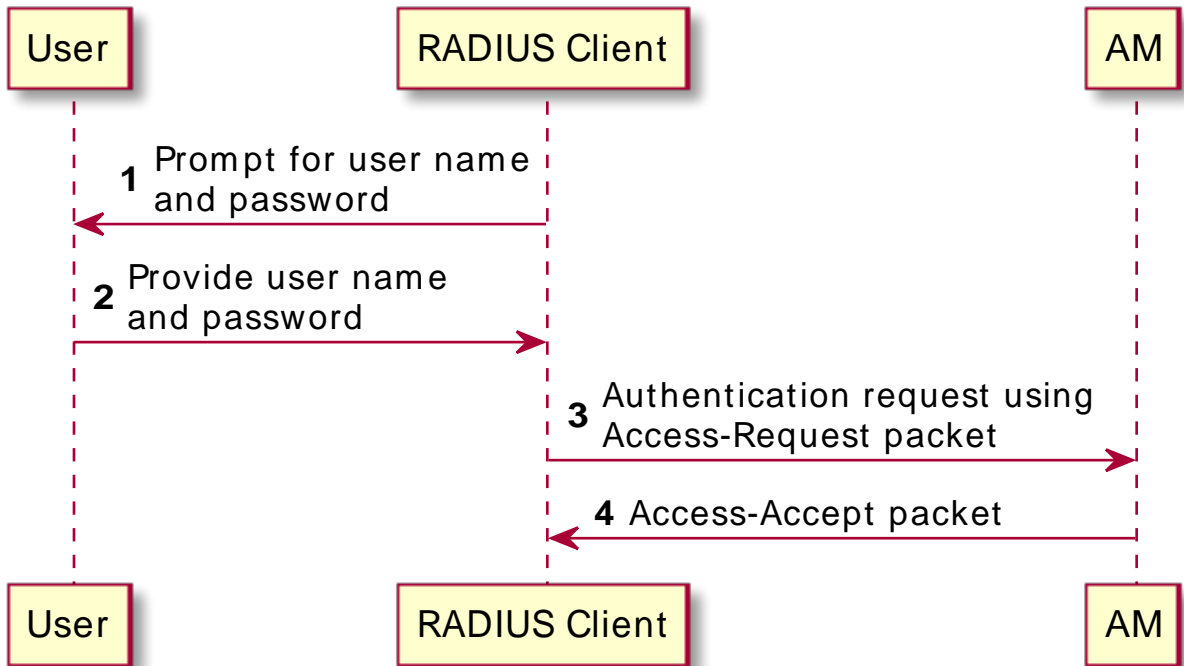 User
RADIUS Client
AM
1 Prompt for user name
and password
2 Provide user name
and password
3 Authentication request using
Access-Request packet
4 Access-Accept packet
User
RADIUS Client
AM